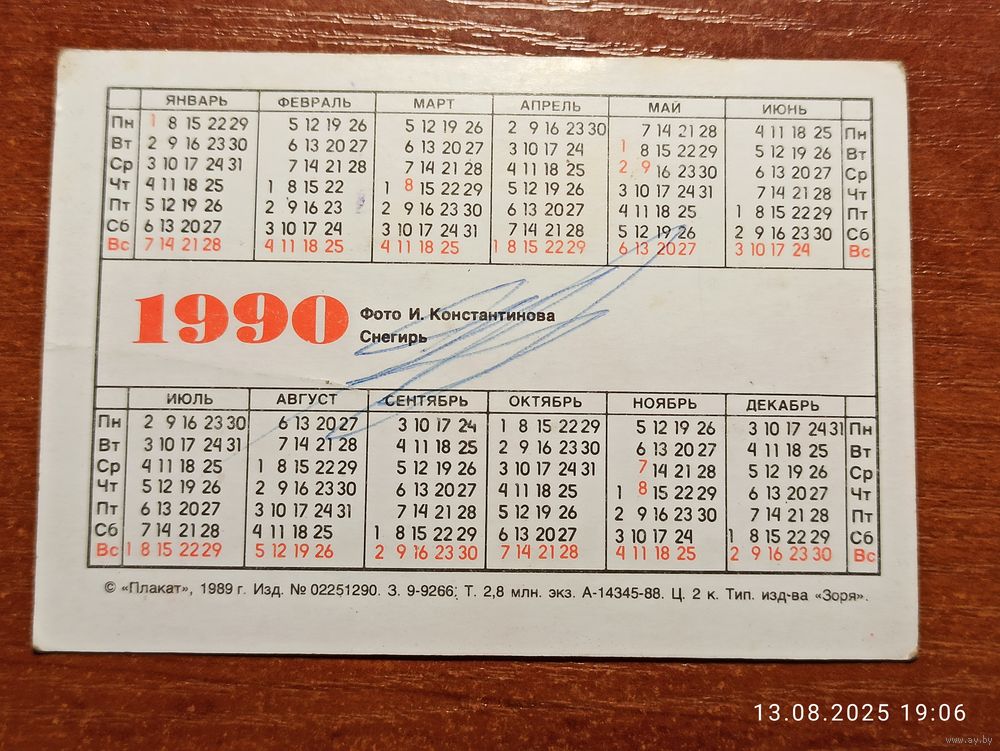 ЯНВАРЬ ФЕВРАЛЬ МАРТ АПРЕЛЬ МАЙ ИЮНЬ
Пн 1 8 15 22 29 5 12 19 26 5 12 19 26 2 9 16 23 30 7 14 21 28 4 11 18 25 Пн
Вт 2 9 16 23 30 6 13 20 27 6 13 20 27 3 10 17 24 1 8 15 22 29 5 12 19 26 Вт
Ср 3 10 17 24 31 7 14 21 28 7 14 21 28 4 11 18 25 2 9 16 23 30 6 13 20 27 Ср
Чт 4 11 18 25 1 8 15 22 1 8 15 22 29 5 12 19 26 3 10 17 24 31 7 14 21 28 Чт
Пт 5 12 19 26 2 9 16 23 2 9 16 23 30 6 13 20 27 4 11 18 25 1 8 15 22 29 Пт
Сб 6 13 20 27 3 10 17 24 3 10 17 24 31 7 14 21 28 5 12 19 26 2 9 16 23 30 Сб
Вс 7 14 21 28 4 11 18 25 4 11 18 25 1 8 15 22 29 6 13 20 27 3 10 17 24 Вс
1990
Фото И. Константинова
Снегирь
ИЮЛЬ АВГУСТ СЕНТЯБРЬ ОКТЯБРЬ НОЯБРЬ ДЕКАБРЬ
Пн 2 9 16 23 30 6 13 20 27 3 10 17 24 1 8 15 22 29 5 12 19 26 3 10 17 24 31 Пн
Вт 3 10 17 24 31 7 14 21 28 4 11 18 25 2 9 16 23 30 6 13 20 27 4 11 18 25 Вт
Ср 4 11 18 25 1 8 15 22 29 5 12 19 26 3 10 17 24 31 7 14 21 28 5 12 19 26 Ср
Чт 5 12 19 26 2 9 16 23 30 6 13 20 27 4 11 18 25 1 8 15 22 29 6 13 20 27 Чт
Пт 6 13 20 27 3 10 17 24 31 7 14 21 28 5 12 19 26 2 9 16 23 30 7 14 21 28 Пт
Сб 7 14 21 28 4 11 18 25 1 8 15 22 29 6 13 20 27 3 10 17 24 1 8 15 22 29 Сб
Вс 1 8 15 22 29 5 12 19 26 2 9 16 23 30 7 14 21 28 4 11 18 25 2 9 16 23 30 Вс
© «Плакат», 1989 г. Изд. № 02251290. З. 9-9266. Т. 2,8 млн. экз. А-14345-88. Ц. 2 к. Тип. изд-ва «Зоря».
13.08.2025 19:06
www.ay.by